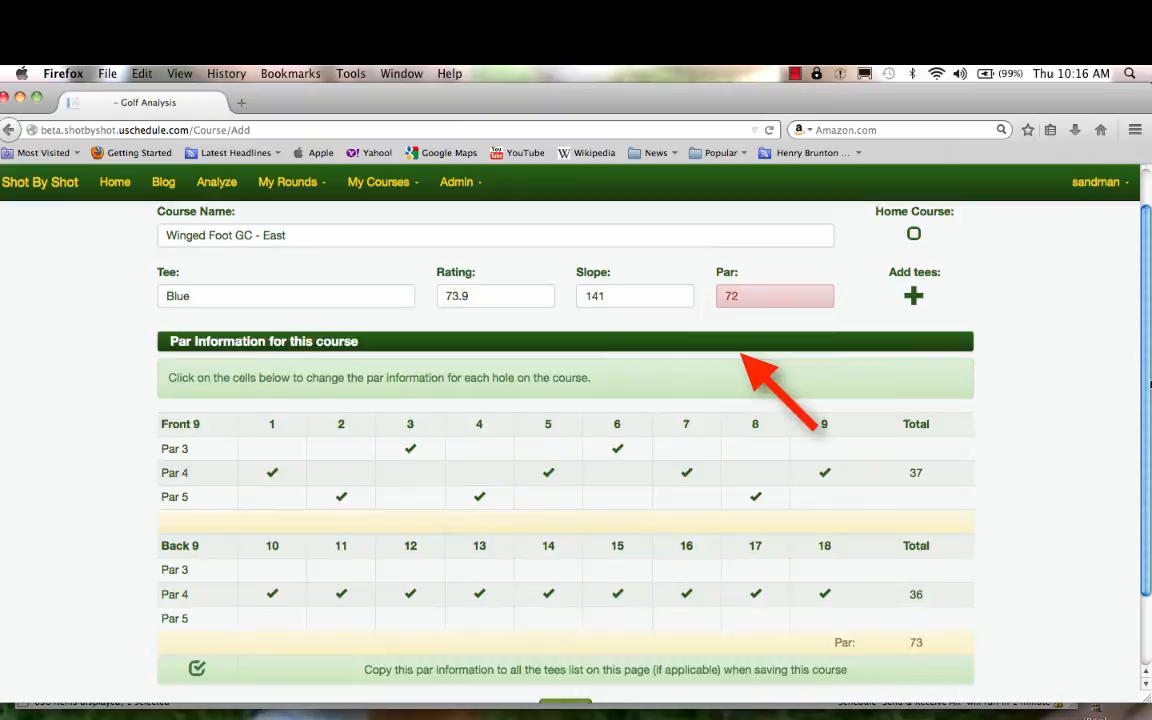 Firefox File Edit View History Bookmarks Tools Window Help (99%) Thu 10:16 AM
- Golf Analysis
beta.shotbyshot.uschedule.com/Course/Add Amazon.com
Most Visited Getting Started Latest Headlines Apple Yahoo! Google Maps YouTube Wikipedia News Popular Henry Brunton ...
Shot By Shot Home Blog Analyze My Rounds My Courses Admin sandman
Course Name: Home Course:
Winged Foot GC - East
Tee: Rating: Slope: Par: Add tees:
Blue 73.9 141 72
Par Information for this course
Click on the cells below to change the par information for each hole on the course.
Front 9 1 2 3 4 5 6 7 8 9 Total
Par 3
Par 4 37
Par 5
Back 9 10 11 12 13 14 15 16 17 18 Total
Par 3
Par 4 36
Par 5
Par: 73
Copy this par information to all the tees list on this page (if applicable) when saving this course